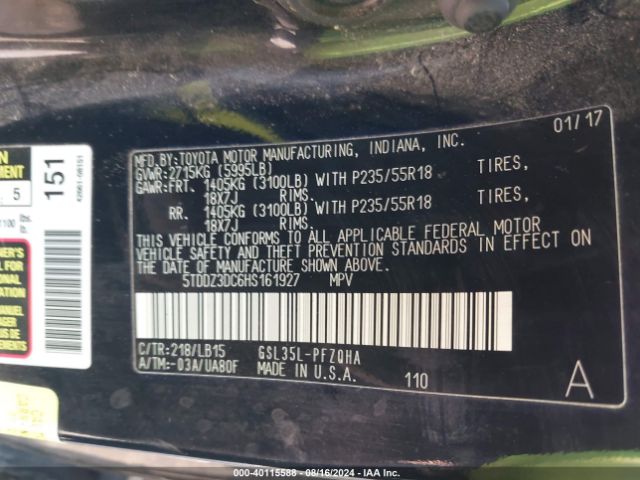 MFD.BY:TOYOTA MOTOR MANUFACTURING, INDIANA, INC. 01/17
GVWR:2715KG (5995LB)
GAWR:FRT. 1405KG (3100LB) WITH P235/55R18 TIRES,
18X7J RIMS.
RR. 1405KG (3100LB) WITH P235/55R18 TIRES,
18X7J RIMS.
THIS VEHICLE CONFORMS TO ALL APPLICABLE FEDERAL MOTOR
VEHICLE SAFETY AND THEFT PREVENTION STANDARDS IN EFFECT ON
THE DATE OF MANUFACTURE SHOWN ABOVE.
5TDDZ3DC6HS161927 MPV
C/TR:218/LB15 GSL35L-PFZQHA
A/TM:-03A/UA80F MADE IN U.S.A. 110 A
151
42661-08151
5
1100
000-40115588 - 08/16/2024 - IAA Inc.